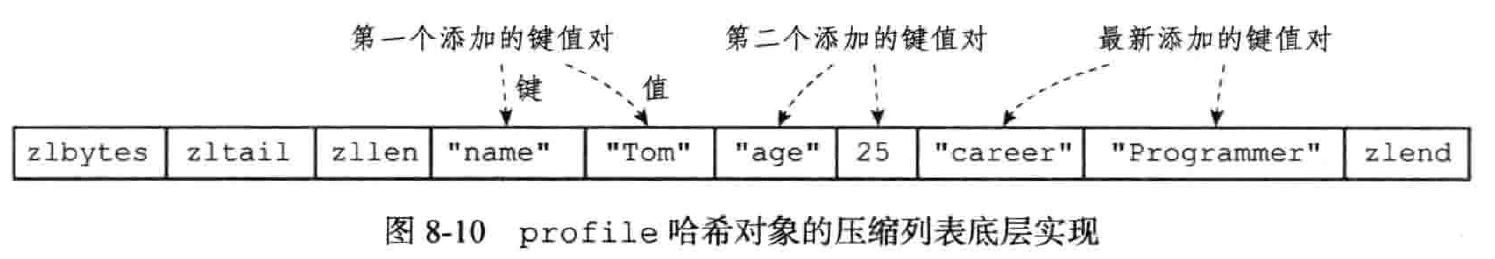 第一个添加的键值对 第二个添加的键值对 最新添加的键值对
键 值
zlbytes zltail zllen "name" "Tom" "age" 25 "career" "Programmer" zlend
图 8-10 profile 哈希对象的压缩列表底层实现